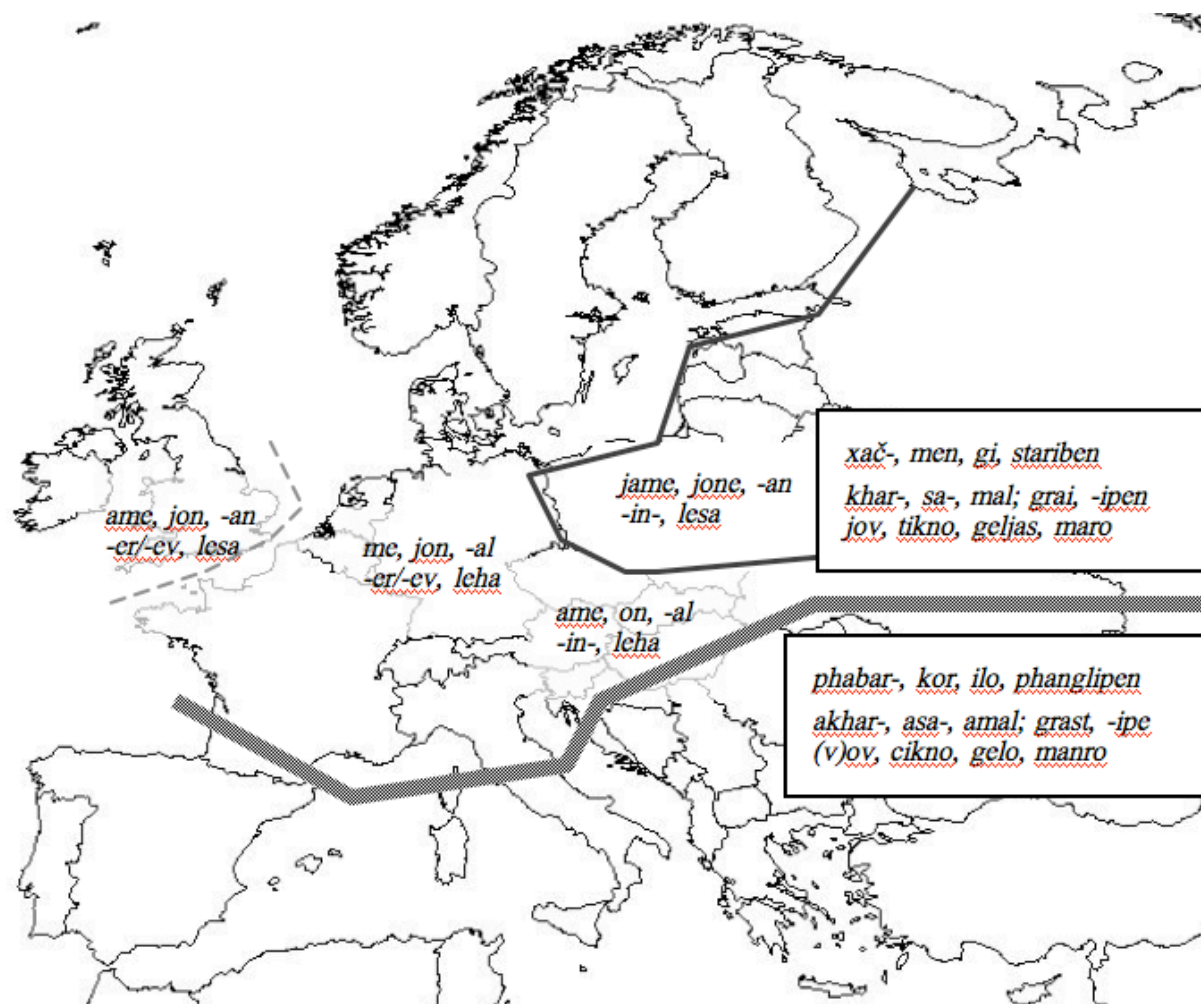 xač-, men, gi, stariben
khar-, sa-, mal; grai, -ipen
jov, tikno, geljas, maro
jame, jone, -an
-in-, lesa
ame, jon, -an
-er/-ev, lesa
me, jon, -al
-er/-ev, leha
ame, on, -al
-in-, leha
phabar-, kor, ilo, phanglipen
akhar-, asa-, amal; grast, -ipe
(v)ov, cikno, gelo, manro